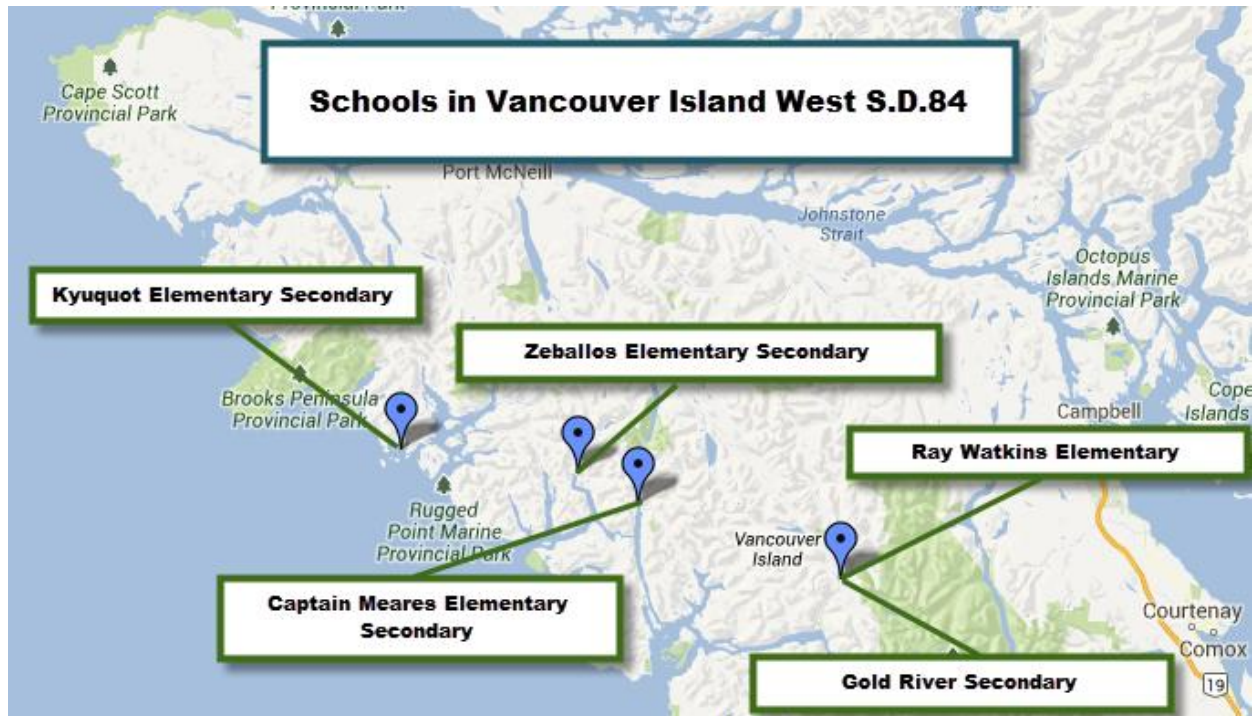 Provincial Park
Cape Scott
Provincial Park
Schools in Vancouver Island West S.D.84
Port McNeill
Johnstone
Strait
Octopus
Islands Marine
Provincial Park
Kyuquot Elementary Secondary
Zeballos Elementary Secondary
Brooks Peninsula
Provincial Park
Campbell
Cope
Islands
Ray Watkins Elementary
Rugged
Point Marine
Provincial Park
Vancouver
Island
Captain Meares Elementary
Secondary
Courtenay
Comox
Gold River Secondary
19